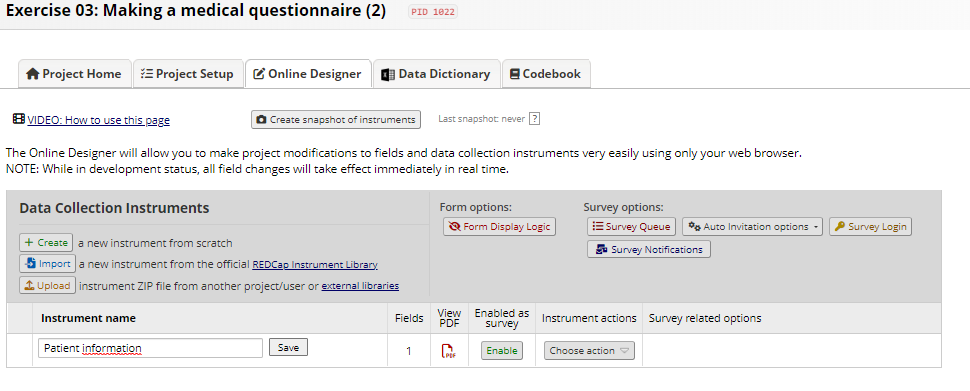 Exercise 03: Making a medical questionnaire (2) PID 1022
Project Home Project Setup Online Designer Data Dictionary Codebook
VIDEO: How to use this page Create snapshot of instruments Last snapshot: never ?
The Online Designer will allow you to make project modifications to fields and data collection instruments very easily using only your web browser.
NOTE: While in development status, all field changes will take effect immediately in real time.
Data Collection Instruments Form options: Survey options:
Form Display Logic Survey Queue Auto Invitation options Survey Login
+ Create a new instrument from scratch Survey Notifications
Import a new instrument from the official REDCap Instrument Library
Upload instrument ZIP file from another project/user or external libraries
Instrument name Fields View PDF Enabled as survey Instrument actions Survey related options
Patient information Save 1 PDF Enable Choose action